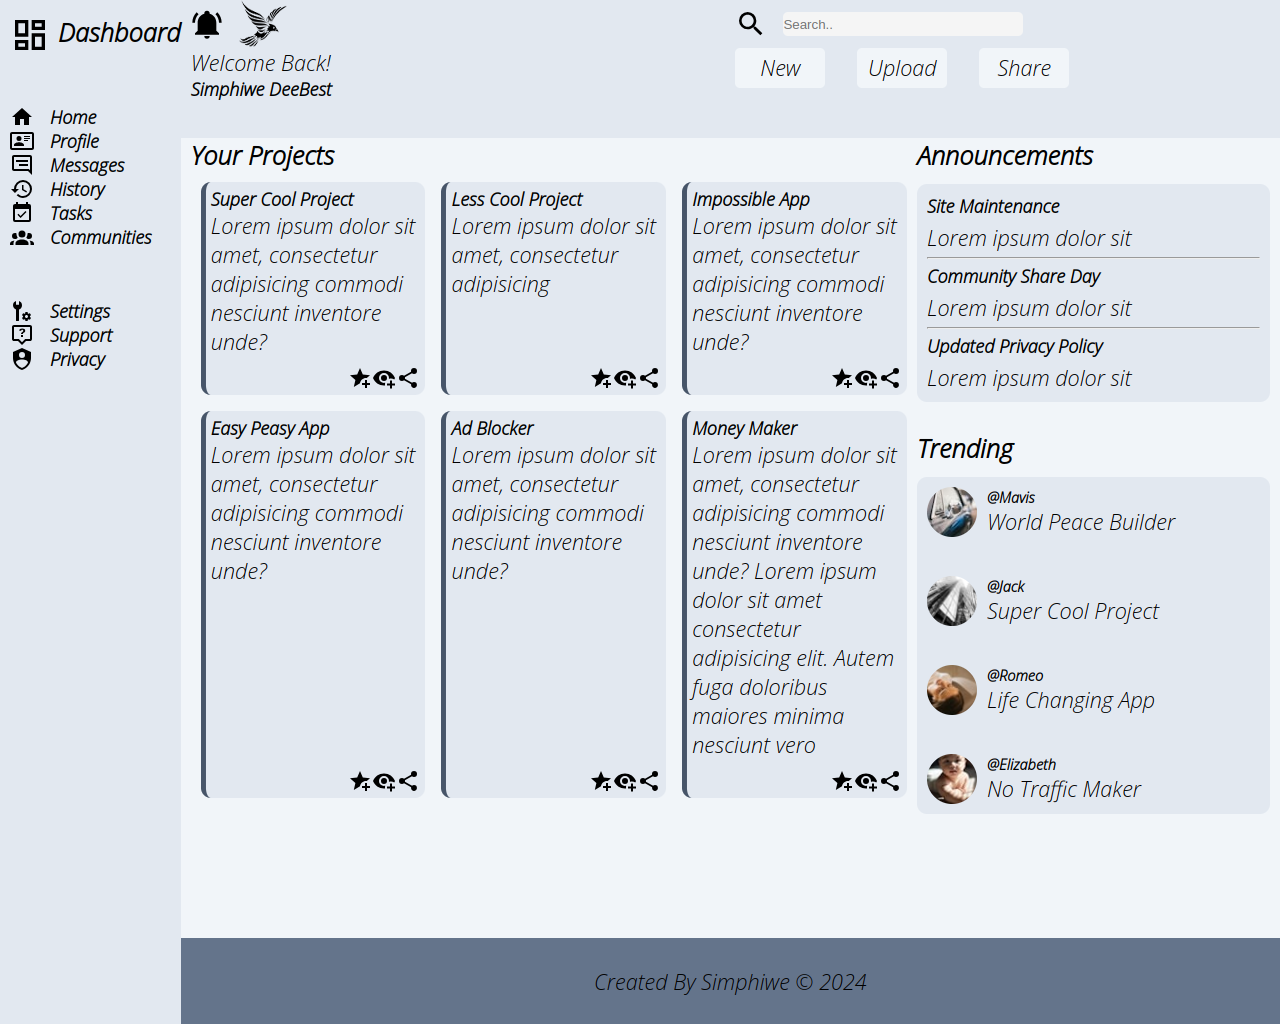 Dashboard
Home
Profile
Messages
History
Tasks
Communities
Settings
Support
Privacy
Welcome Back!
Simphiwe DeeBest
Search..
New
Upload
Share
Your Projects
Super Cool Project
Lorem ipsum dolor sit
amet, consectetur
adipisicing commodi
nesciunt inventore
unde?
Less Cool Project
Lorem ipsum dolor sit
amet, consectetur
adipisicing
Impossible App
Lorem ipsum dolor sit
amet, consectetur
adipisicing commodi
nesciunt inventore
unde?
Easy Peasy App
Lorem ipsum dolor sit
amet, consectetur
adipisicing commodi
nesciunt inventore
unde?
Ad Blocker
Lorem ipsum dolor sit
amet, consectetur
adipisicing commodi
nesciunt inventore
unde?
Money Maker
Lorem ipsum dolor sit
amet, consectetur
adipisicing commodi
nesciunt inventore
unde? Lorem ipsum
dolor sit amet
consectetur
adipisicing elit. Autem
fuga doloribus
maiores minima
nesciunt vero
Announcements
Site Maintenance
Lorem ipsum dolor sit
Community Share Day
Lorem ipsum dolor sit
Updated Privacy Policy
Lorem ipsum dolor sit
Trending
@Mavis
World Peace Builder
@Jack
Super Cool Project
@Romeo
Life Changing App
@Elizabeth
No Traffic Maker
Created By Simphiwe © 2024